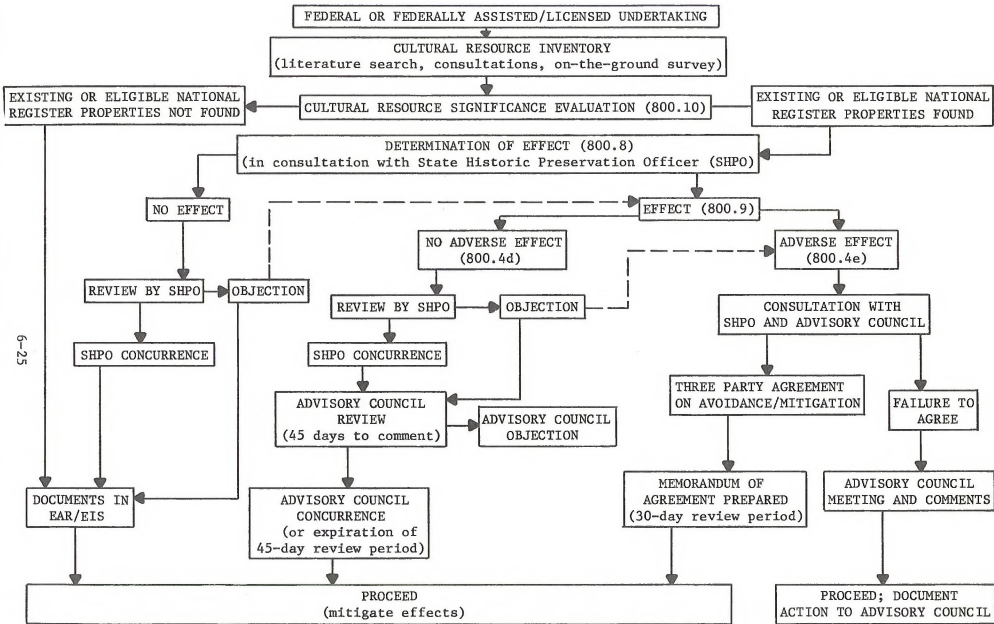 FEDERAL OR FEDERALLY ASSISTED/LICENSED UNDERTAKING
CULTURAL RESOURCE INVENTORY
(literature search, consultations, on-the-ground survey)
EXISTING OR ELIGIBLE NATIONAL
REGISTER PROPERTIES NOT FOUND
CULTURAL RESOURCE SIGNIFICANCE EVALUATION (800.10)
EXISTING OR ELIGIBLE NATIONAL
REGISTER PROPERTIES FOUND
DETERMINATION OF EFFECT (800.8)
(in consultation with State Historic Preservation Officer (SHPO)
NO EFFECT
EFFECT (800.9)
NO ADVERSE EFFECT
(800.4d)
ADVERSE EFFECT
(800.4e)
REVIEW BY SHPO
OBJECTION
REVIEW BY SHPO
OBJECTION
CONSULTATION WITH
SHPO AND ADVISORY COUNCIL
6-25
SHPO CONCURRENCE
SHPO CONCURRENCE
THREE PARTY AGREEMENT
ON AVOIDANCE/MITIGATION
FAILURE TO
AGREE
ADVISORY COUNCIL
REVIEW
(45 days to comment)
ADVISORY COUNCIL
OBJECTION
DOCUMENTS IN
EAR/EIS
ADVISORY COUNCIL
CONCURRENCE
(or expiration of
45-day review period)
MEMORANDUM OF
AGREEMENT PREPARED
(30-day review period)
ADVISORY COUNCIL
MEETING AND COMMENTS
PROCEED
(mitigate effects)
PROCEED; DOCUMENT
ACTION TO ADVISORY COUNCIL